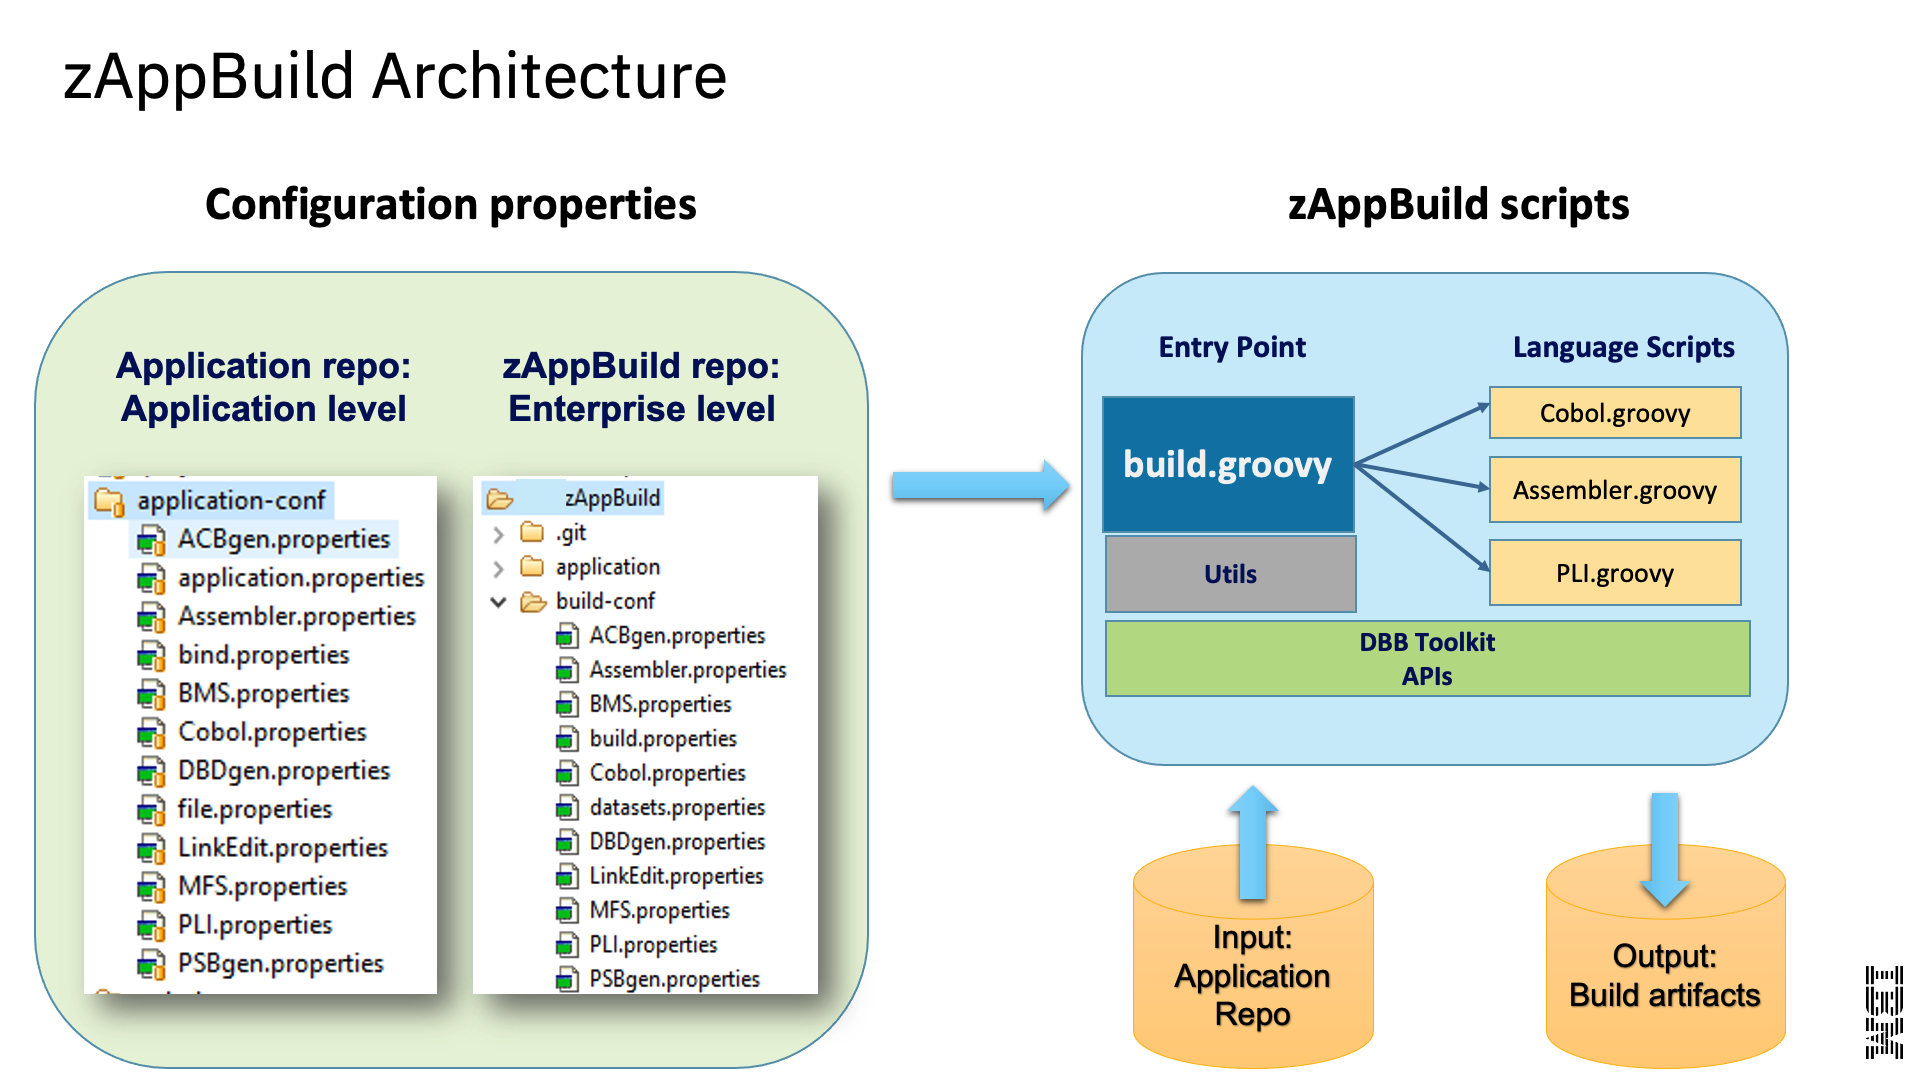 zAppBuild Architecture
Configuration properties
Application repo:
Application level
application-conf
ACBgen.properties
application.properties
Assembler.properties
bind.properties
BMS.properties
Cobol.properties
DBDgen.properties
file.properties
LinkEdit.properties
MFS.properties
PLI.properties
PSBgen.properties
zAppBuild repo:
Enterprise level
zAppBuild
.git
application
build-conf
ACBgen.properties
Assembler.properties
BMS.properties
build.properties
Cobol.properties
datasets.properties
DBDgen.properties
LinkEdit.properties
MFS.properties
PLI.properties
PSBgen.properties
zAppBuild scripts
Entry Point
build.groovy
Utils
Language Scripts
Cobol.groovy
Assembler.groovy
PLI.groovy
DBB Toolkit
APIs
Input:
Application
Repo
Output:
Build artifacts
IBM